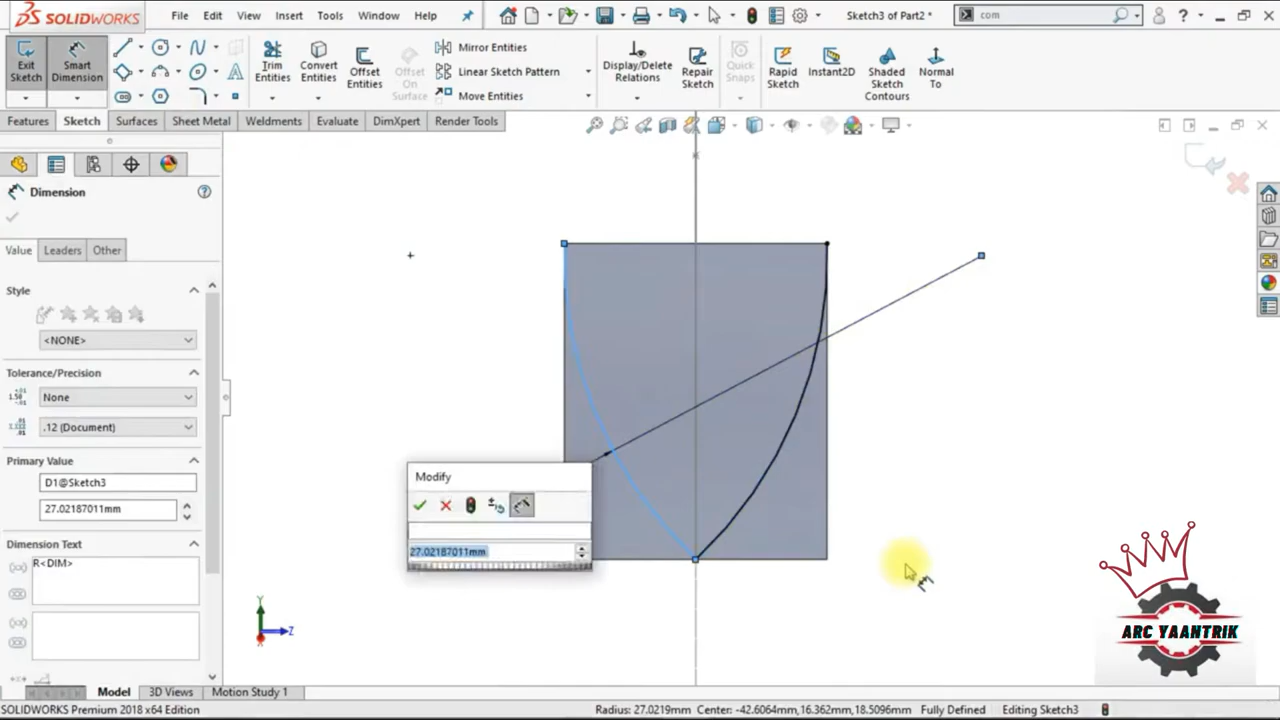 SOLIDWORKS
File Edit View Insert Tools Window Help
Sketch3 of Part2 *
com
Exit Sketch
Smart Dimension
Trim Entities
Convert Entities
Offset Entities
Offset On Surface
Mirror Entities
Linear Sketch Pattern
Move Entities
Display/Delete Relations
Repair Sketch
Quick Snaps
Rapid Sketch
Instant2D
Shaded Sketch Contours
Normal To
Features Sketch Surfaces Sheet Metal Weldments Evaluate DimXpert Render Tools
Dimension
Value Leaders Other
Style
<NONE>
Tolerance/Precision
None
.12 (Document)
Primary Value
D1@Sketch3
27.02187011mm
Dimension Text
R<DIM>
Modify
27.02187011mm
Y
Z
X
ARC YAANTRIK
Model 3D Views Motion Study 1
SOLIDWORKS Premium 2018 x64 Edition
Radius: 27.0219mm Center: -42.6064mm,16.362mm,18.5096mm Fully Defined Editing Sketch3